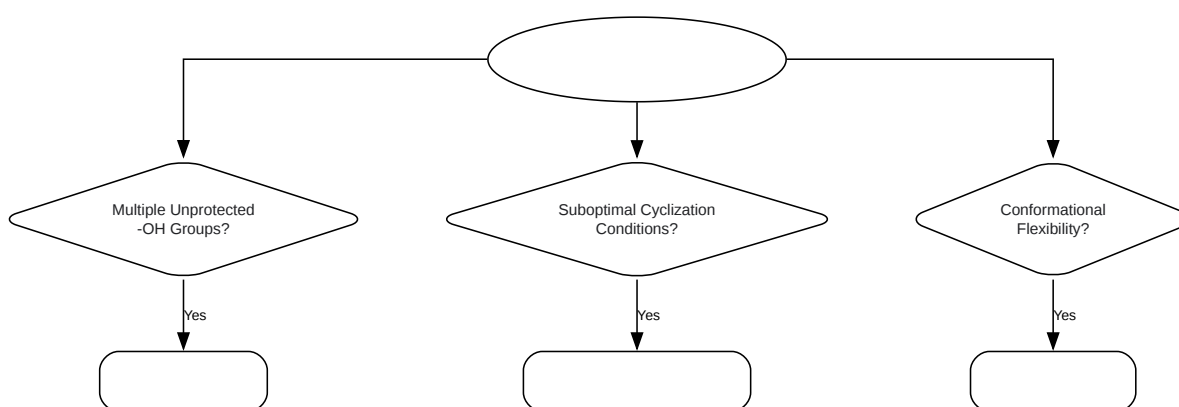 Multiple Unprotected
-OH Groups?
Suboptimal Cyclization
Conditions?
Conformational
Flexibility?
Yes
Yes
Yes